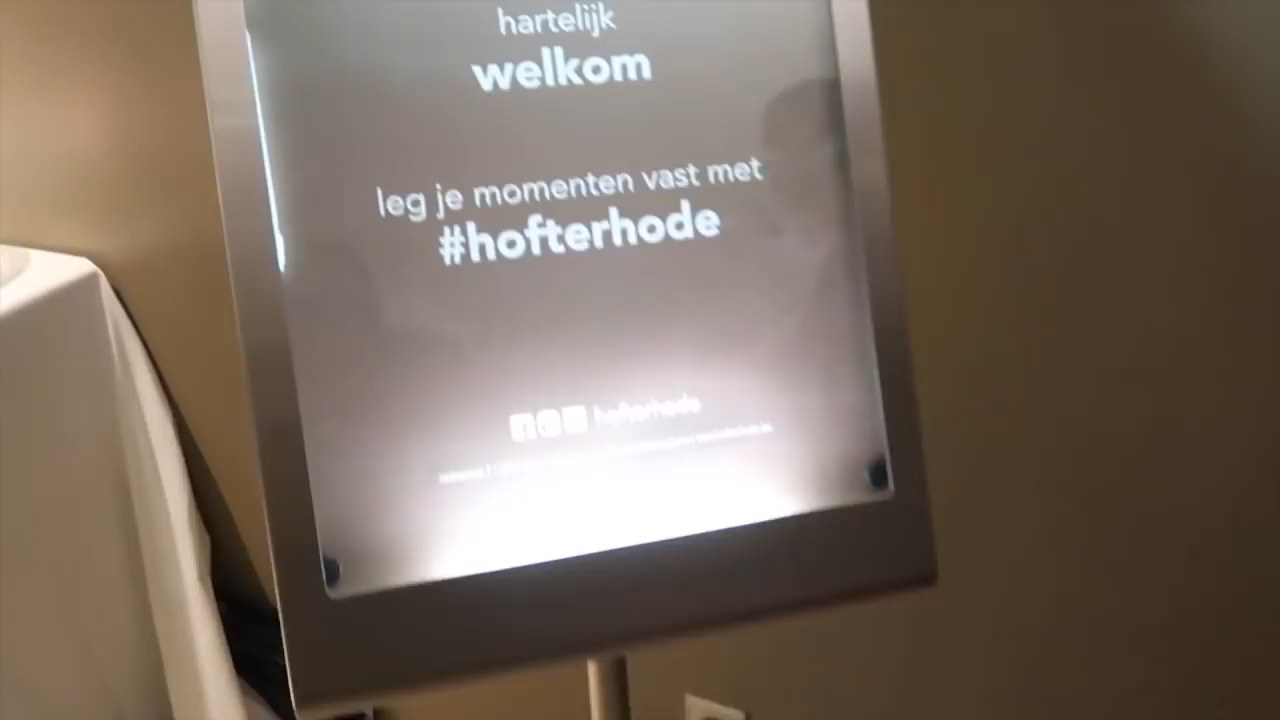 hartelijk
welkom
leg je momenten vast met
#hofterhode
hofterhode